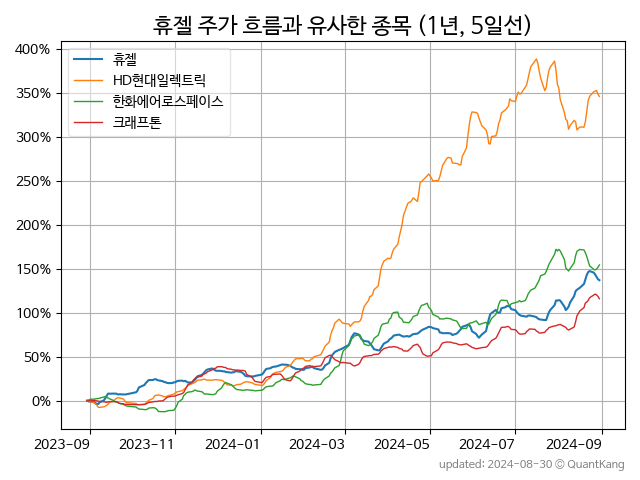 휴젤 주가 흐름과 유사한 종목 (1년, 5일선)
휴젤
HD현대일렉트릭
한화에어로스페이스
크래프톤
400%
350%
300%
250%
200%
150%
100%
50%
0%
2023-09 2023-11 2024-01 2024-03 2024-05 2024-07 2024-09
updated: 2024-08-30 © QuantKang